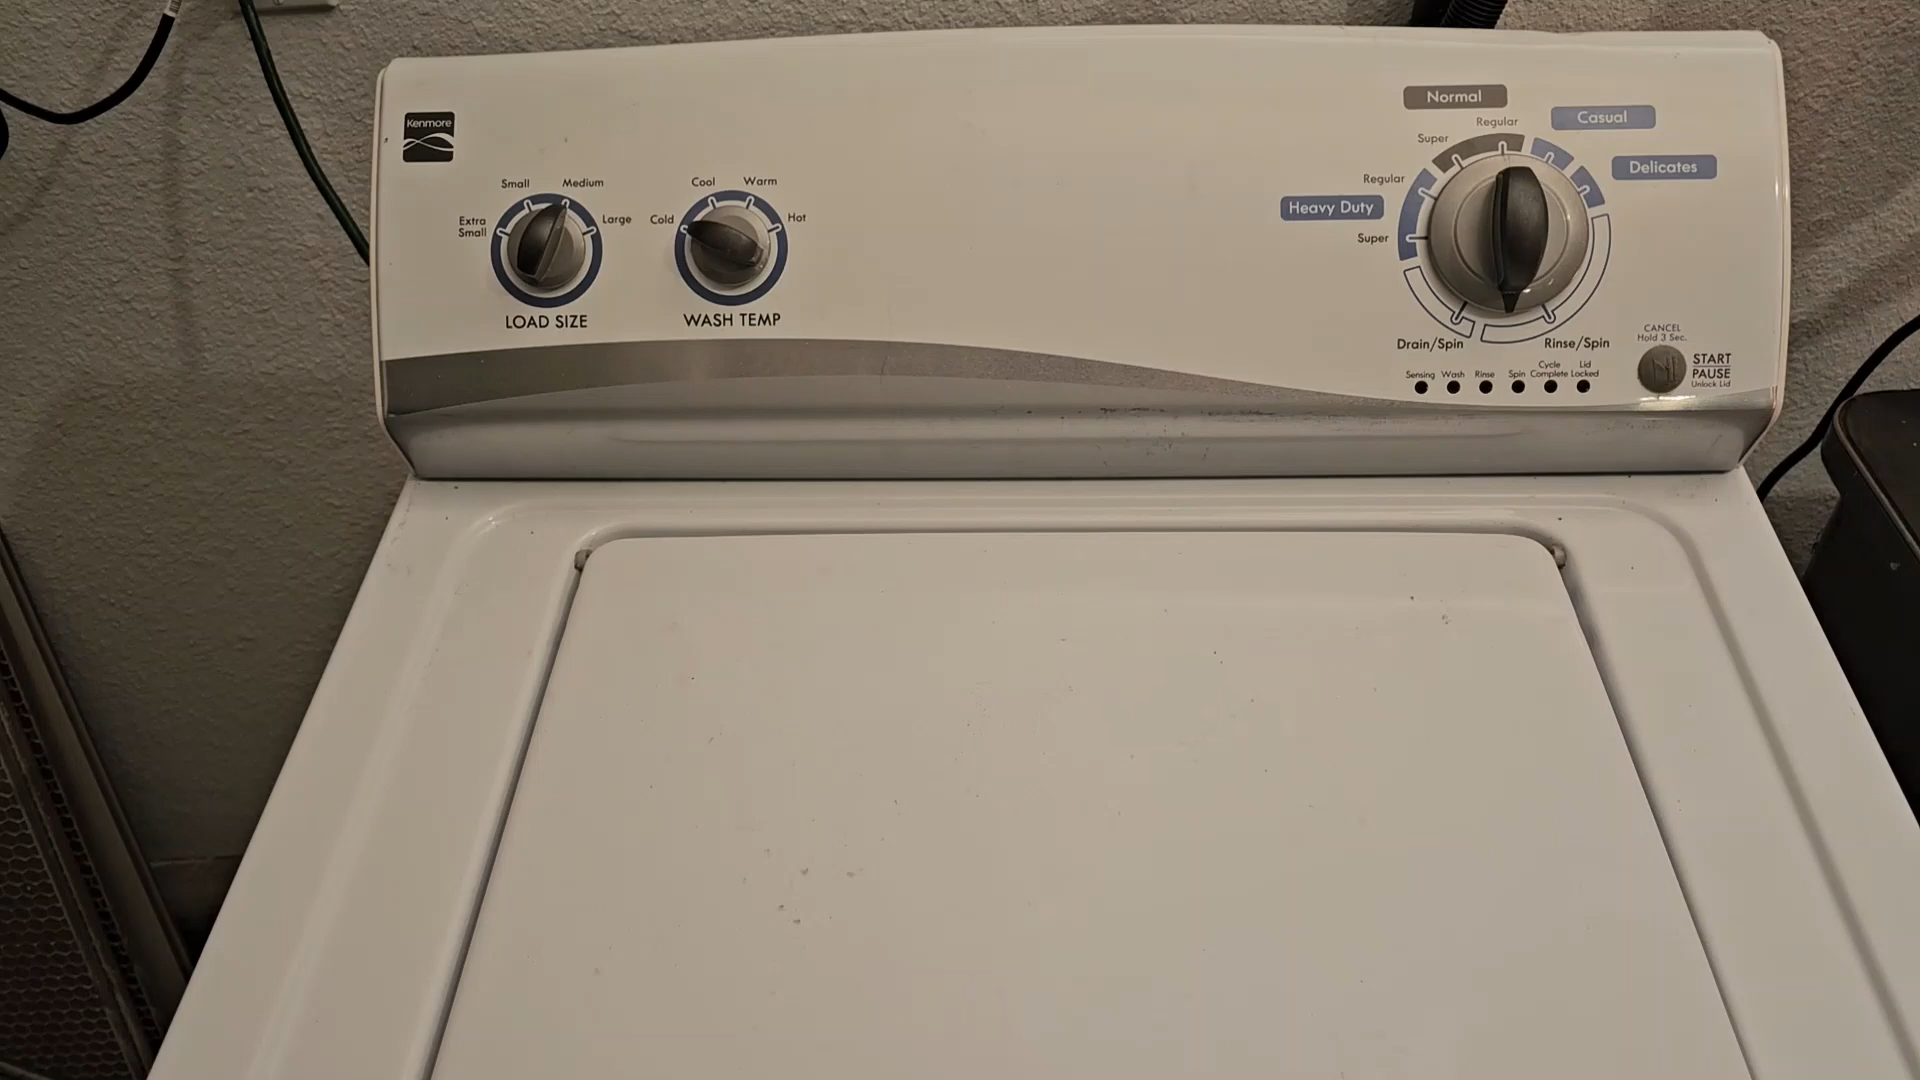 Kenmore
Small
Medium
Extra
Small
Large
LOAD SIZE
Cool
Warm
Cold
Hot
WASH TEMP
Normal
Regular
Super
Casual
Delicates
Regular
Heavy Duty
Super
Drain/Spin
Rinse/Spin
Sensing
Wash
Rinse
Spin
Cycle
Complete
Lid
Locked
CANCEL
Hold 3 Sec.
START
PAUSE
Unlock Lid